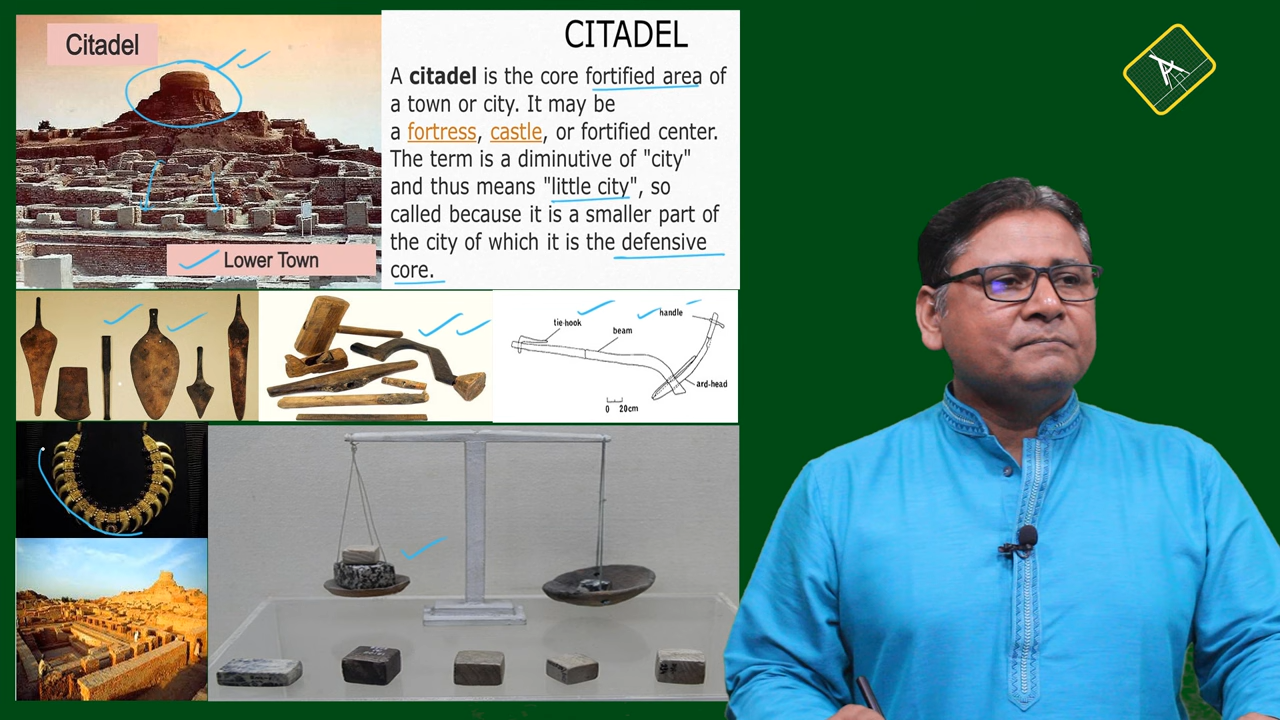 Citadel
Lower Town
CITADEL
A citadel is the core fortified area of
a town or city. It may be
a fortress, castle, or fortified center.
The term is a diminutive of "city"
and thus means "little city", so
called because it is a smaller part of
the city of which it is the defensive
core.
tie-hook
beam
handle
ard-head
0 20cm